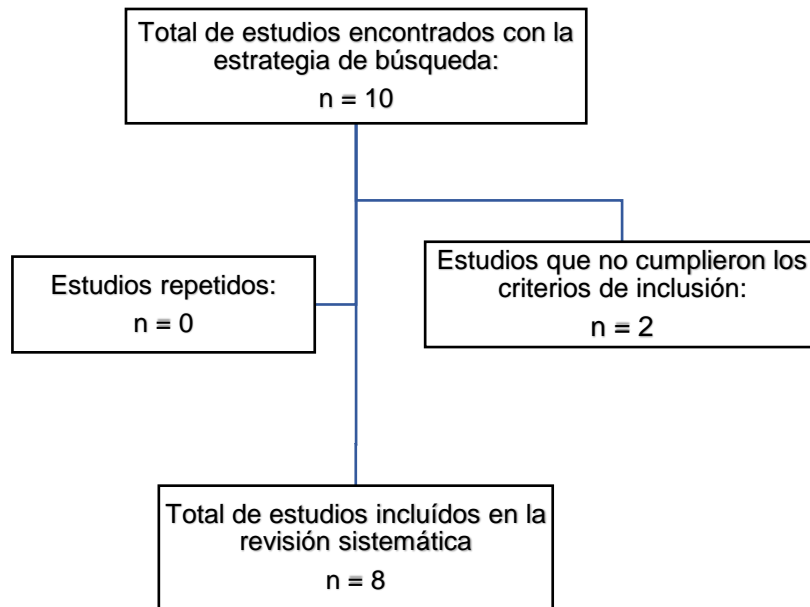 Total de estudios encontrados con la
estrategia de búsqueda:
n = 10
Estudios repetidos:
n = 0
Estudios que no cumplieron los
criterios de inclusión:
n = 2
Total de estudios incluídos en la
revisión sistemática
n = 8